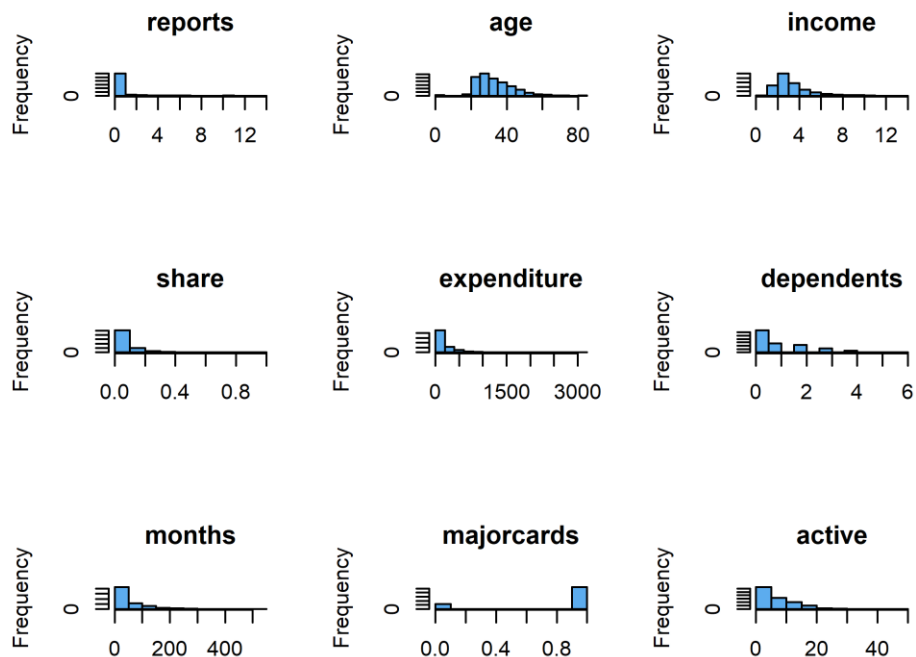 reports
Frequency
0
0 4 8 12
age
Frequency
0
0 40 80
income
Frequency
0
0 4 8 12
share
Frequency
0
0.0 0.4 0.8
expenditure
Frequency
0
0 1500 3000
dependents
Frequency
0
0 2 4 6
months
Frequency
0
0 200 400
majorcards
Frequency
0
0.0 0.4 0.8
active
Frequency
0
0 20 40